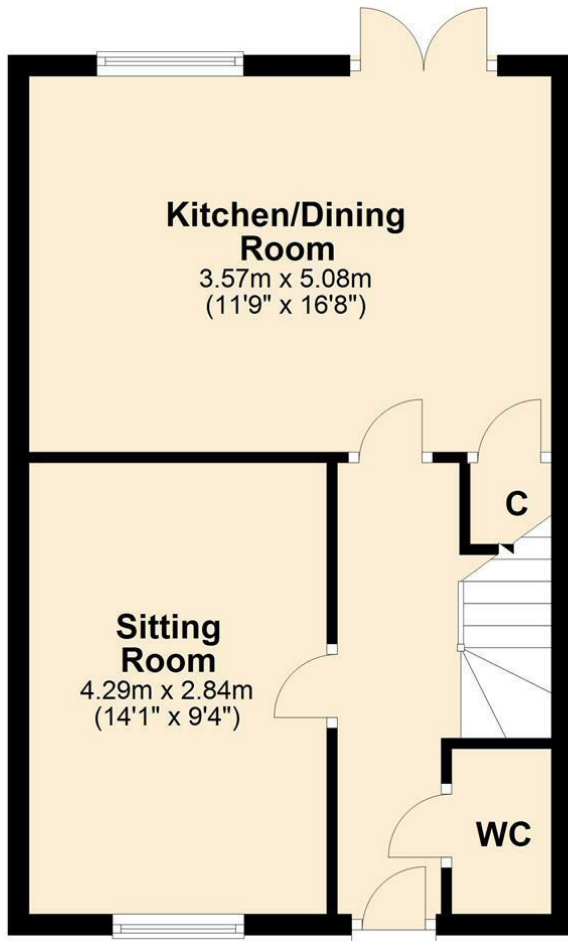 Kitchen/Dining
Room
3.57m x 5.08m
(11'9" x 16'8")
C
Sitting
Room
4.29m x 2.84m
(14'1" x 9'4")
WC